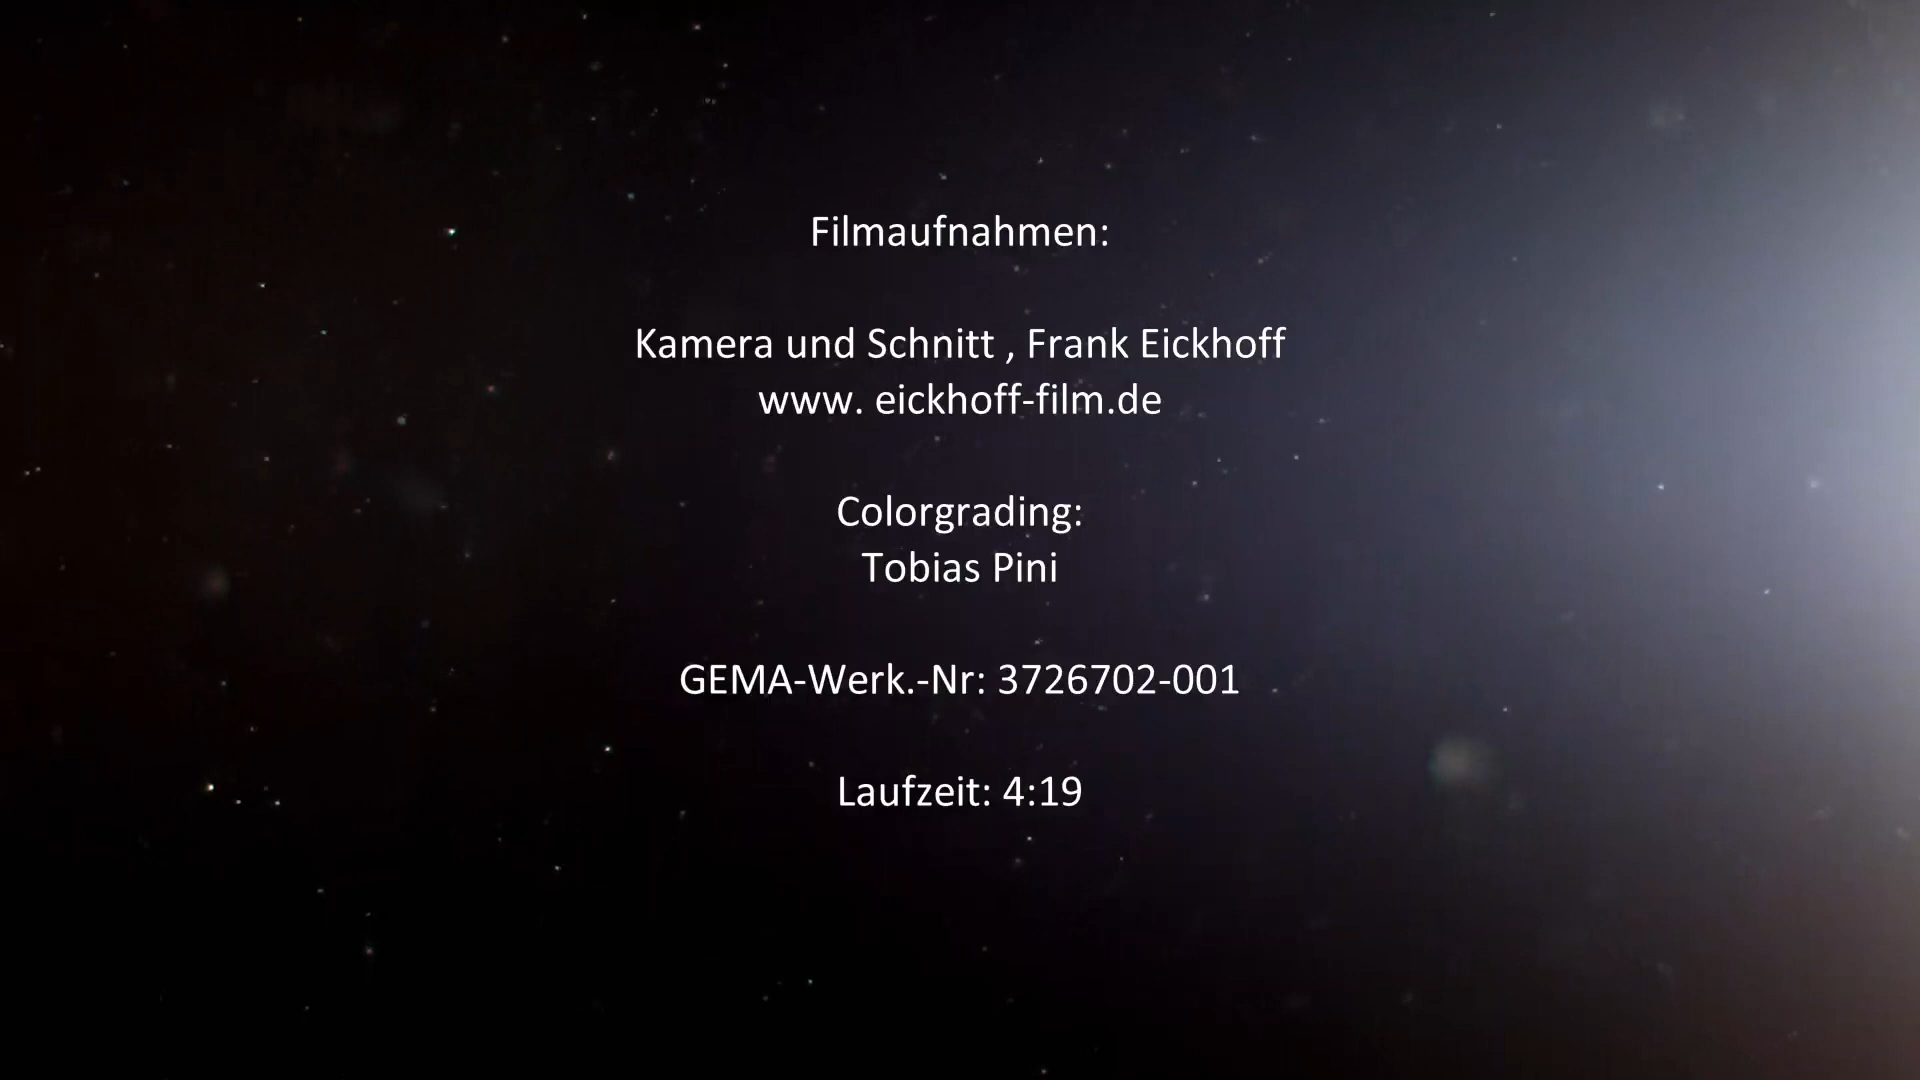 Filmaufnahmen:
Kamera und Schnitt , Frank Eickhoff
www. eickhoff-film.de
Colorgrading:
Tobias Pini
GEMA-Werk.-Nr: 3726702-001
Laufzeit: 4:19